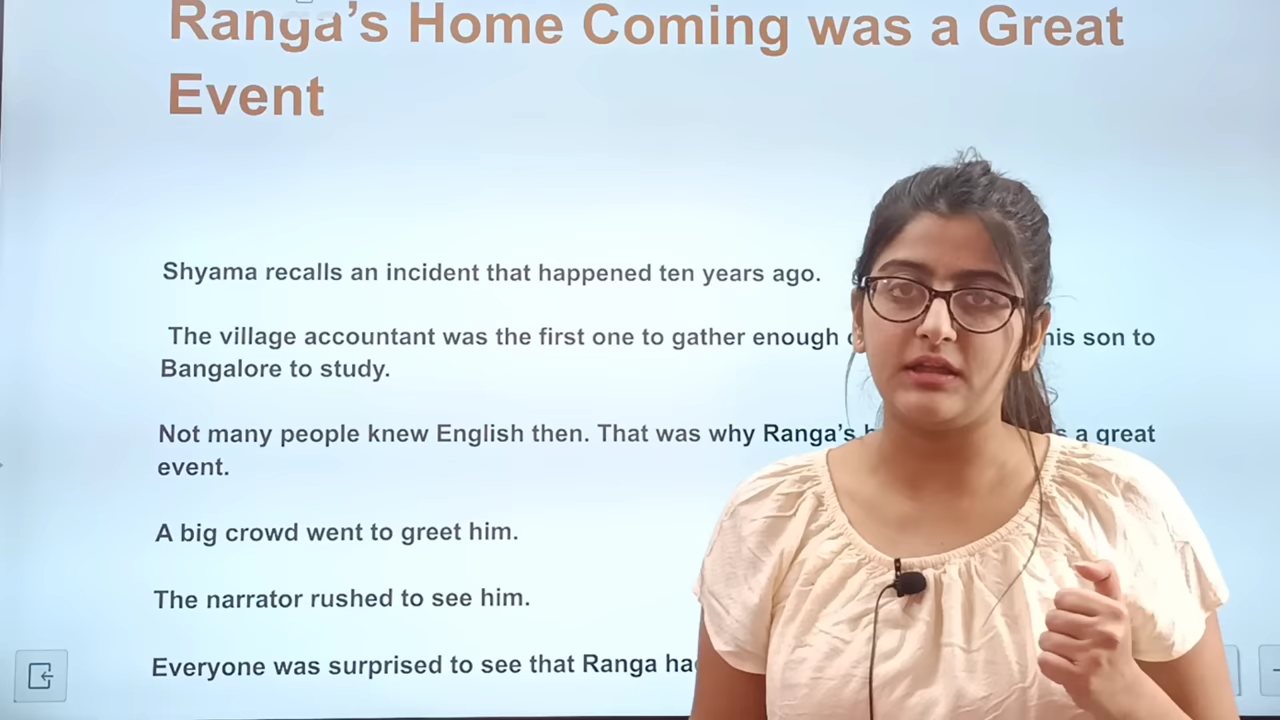 Ranga’s Home Coming was a Great
Event
Shyama recalls an incident that happened ten years ago.
The village accountant was the first one to gather enough his son to
Bangalore to study.
Not many people knew English then. That was why Ranga’s a great
event.
A big crowd went to greet him.
The narrator rushed to see him.
Everyone was surprised to see that Ranga